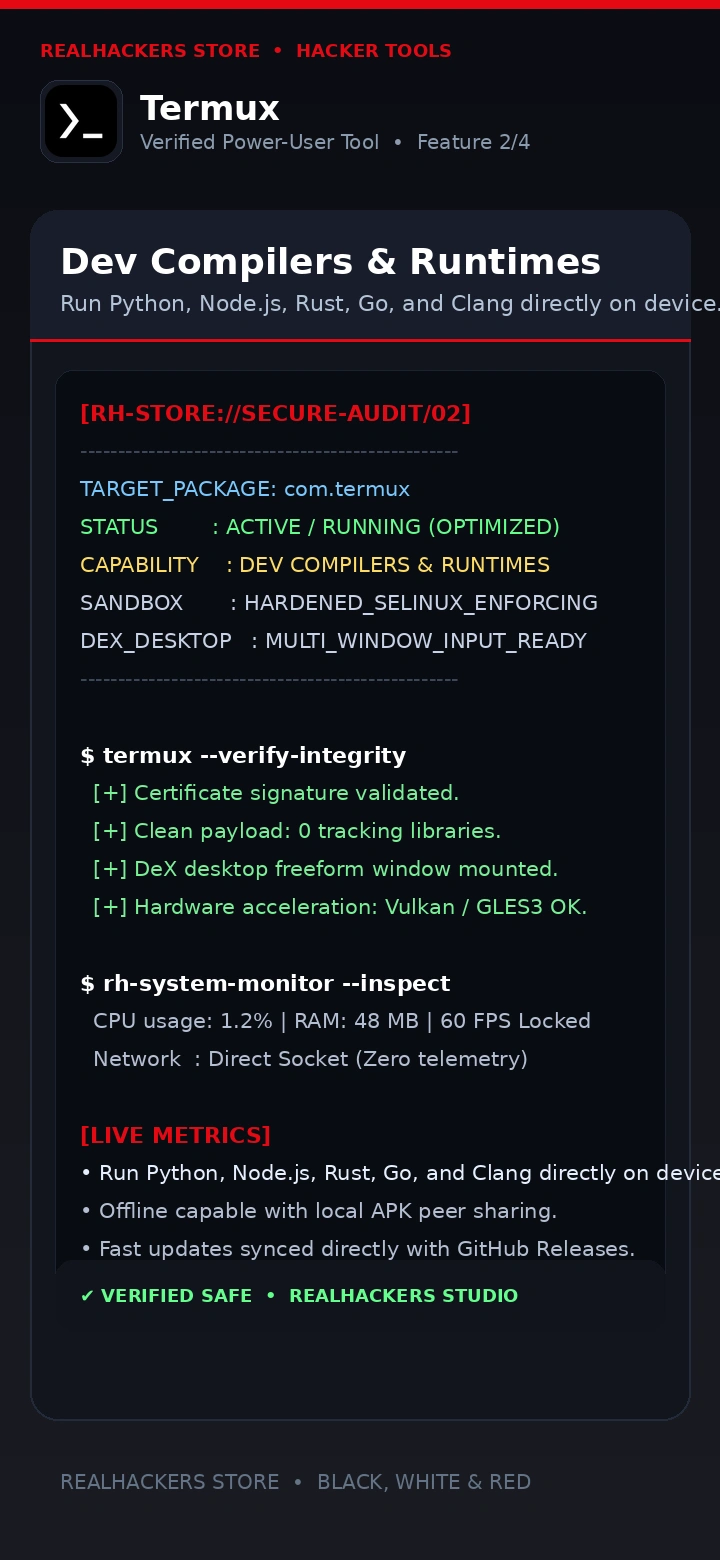 REALHACKERS STORE • HACKER TOOLS
Termux
Verified Power-User Tool • Feature 2/4
Dev Compilers & Runtimes
Run Python, Node.js, Rust, Go, and Clang directly on device.
[RH-STORE://SECURE-AUDIT/02]
--------------------------------------------------
TARGET_PACKAGE: com.termux
STATUS : ACTIVE / RUNNING (OPTIMIZED)
CAPABILITY : DEV COMPILERS & RUNTIMES
SANDBOX : HARDENED_SELINUX_ENFORCING
DEX_DESKTOP : MULTI_WINDOW_INPUT_READY
--------------------------------------------------
$ termux --verify-integrity
[+] Certificate signature validated.
[+] Clean payload: 0 tracking libraries.
[+] DeX desktop freeform window mounted.
[+] Hardware acceleration: Vulkan / GLES3 OK.
$ rh-system-monitor --inspect
CPU usage: 1.2% | RAM: 48 MB | 60 FPS Locked
Network : Direct Socket (Zero telemetry)
[LIVE METRICS]
• Run Python, Node.js, Rust, Go, and Clang directly on device
• Offline capable with local APK peer sharing.
• Fast updates synced directly with GitHub Releases.
✔ VERIFIED SAFE • REALHACKERS STUDIO
REALHACKERS STORE • BLACK, WHITE & RED